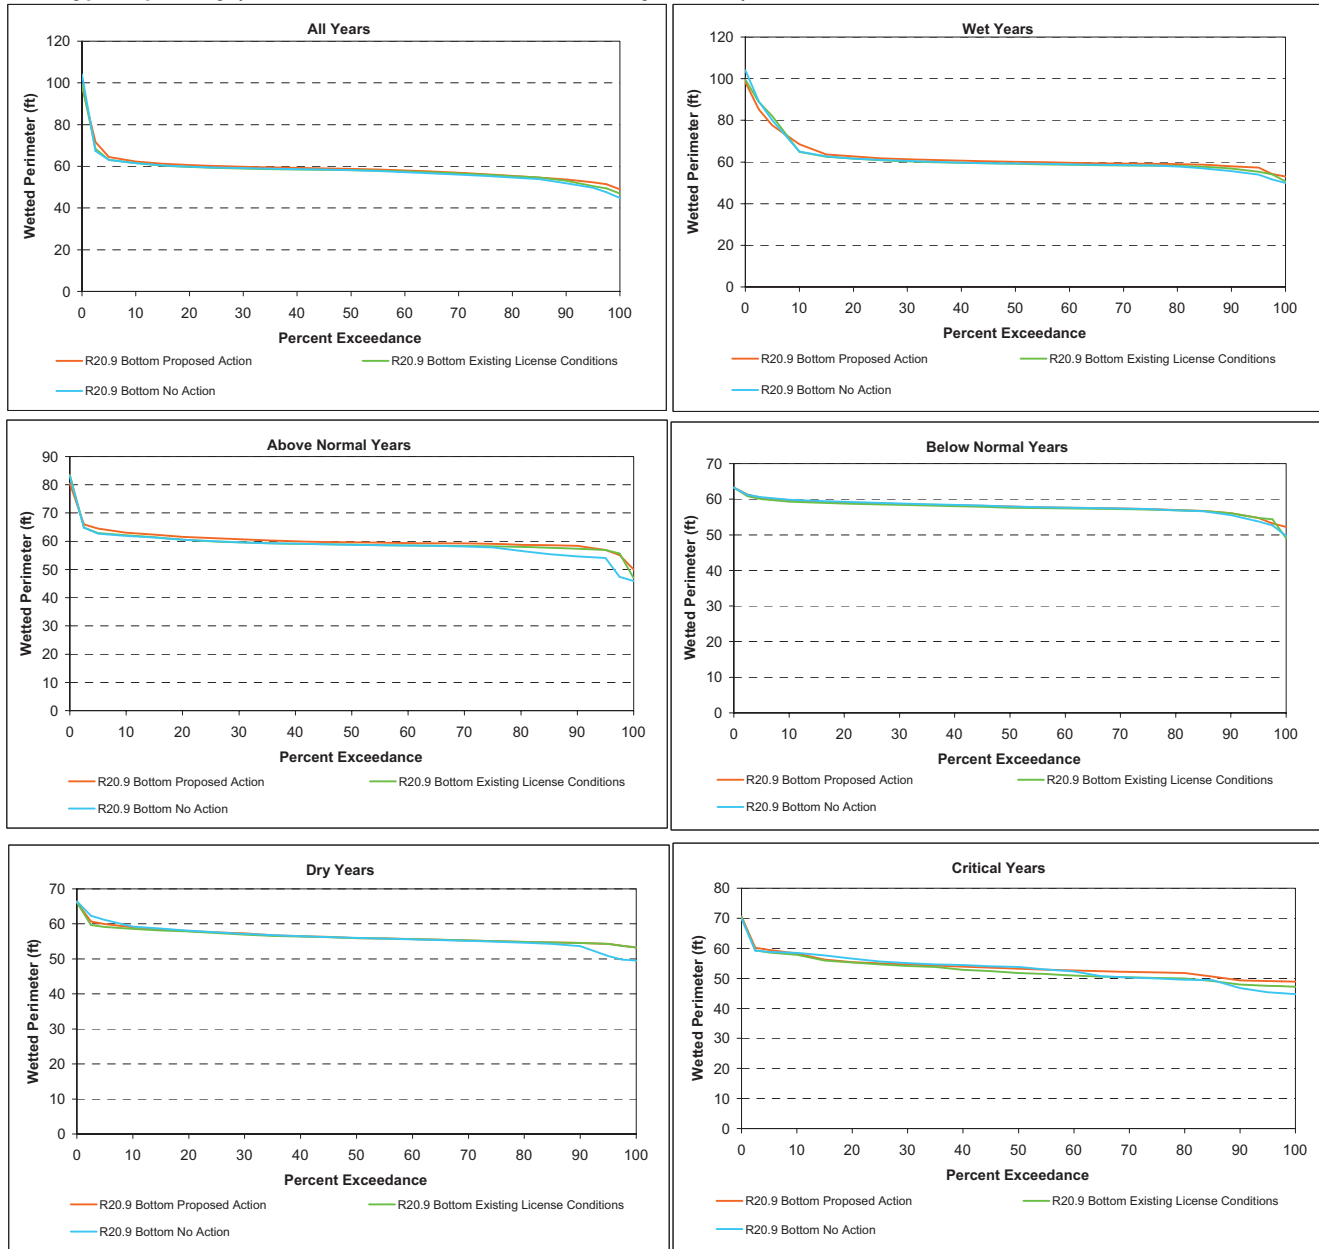 All Years
120
100
80
60
40
20
0
Wetted Perimeter (ft)
0 10 20 30 40 50 60 70 80 90 100
Percent Exceedance
R20.9 Bottom Proposed Action R20.9 Bottom Existing License Conditions
R20.9 Bottom No Action
Wet Years
120
100
80
60
40
20
0
Wetted Perimeter (ft)
0 10 20 30 40 50 60 70 80 90 100
Percent Exceedance
R20.9 Bottom Proposed Action R20.9 Bottom Existing License Conditions
R20.9 Bottom No Action
Above Normal Years
90
80
70
60
50
40
30
20
10
0
Wetted Perimeter (ft)
0 10 20 30 40 50 60 70 80 90 100
Percent Exceedance
R20.9 Bottom Proposed Action R20.9 Bottom Existing License Conditions
R20.9 Bottom No Action
Below Normal Years
70
60
50
40
30
20
10
0
Wetted Perimeter (ft)
0 10 20 30 40 50 60 70 80 90 100
Percent Exceedance
R20.9 Bottom Proposed Action R20.9 Bottom Existing License Conditions
R20.9 Bottom No Action
Dry Years
70
60
50
40
30
20
10
0
Wetted Perimeter (ft)
0 10 20 30 40 50 60 70 80 90 100
Percent Exceedance
R20.9 Bottom Proposed Action R20.9 Bottom Existing License Conditions
R20.9 Bottom No Action
Critical Years
80
70
60
50
40
30
20
10
0
Wetted Perimeter (ft)
0 10 20 30 40 50 60 70 80 90 100
Percent Exceedance
R20.9 Bottom Proposed Action R20.9 Bottom Existing License Conditions
R20.9 Bottom No Action